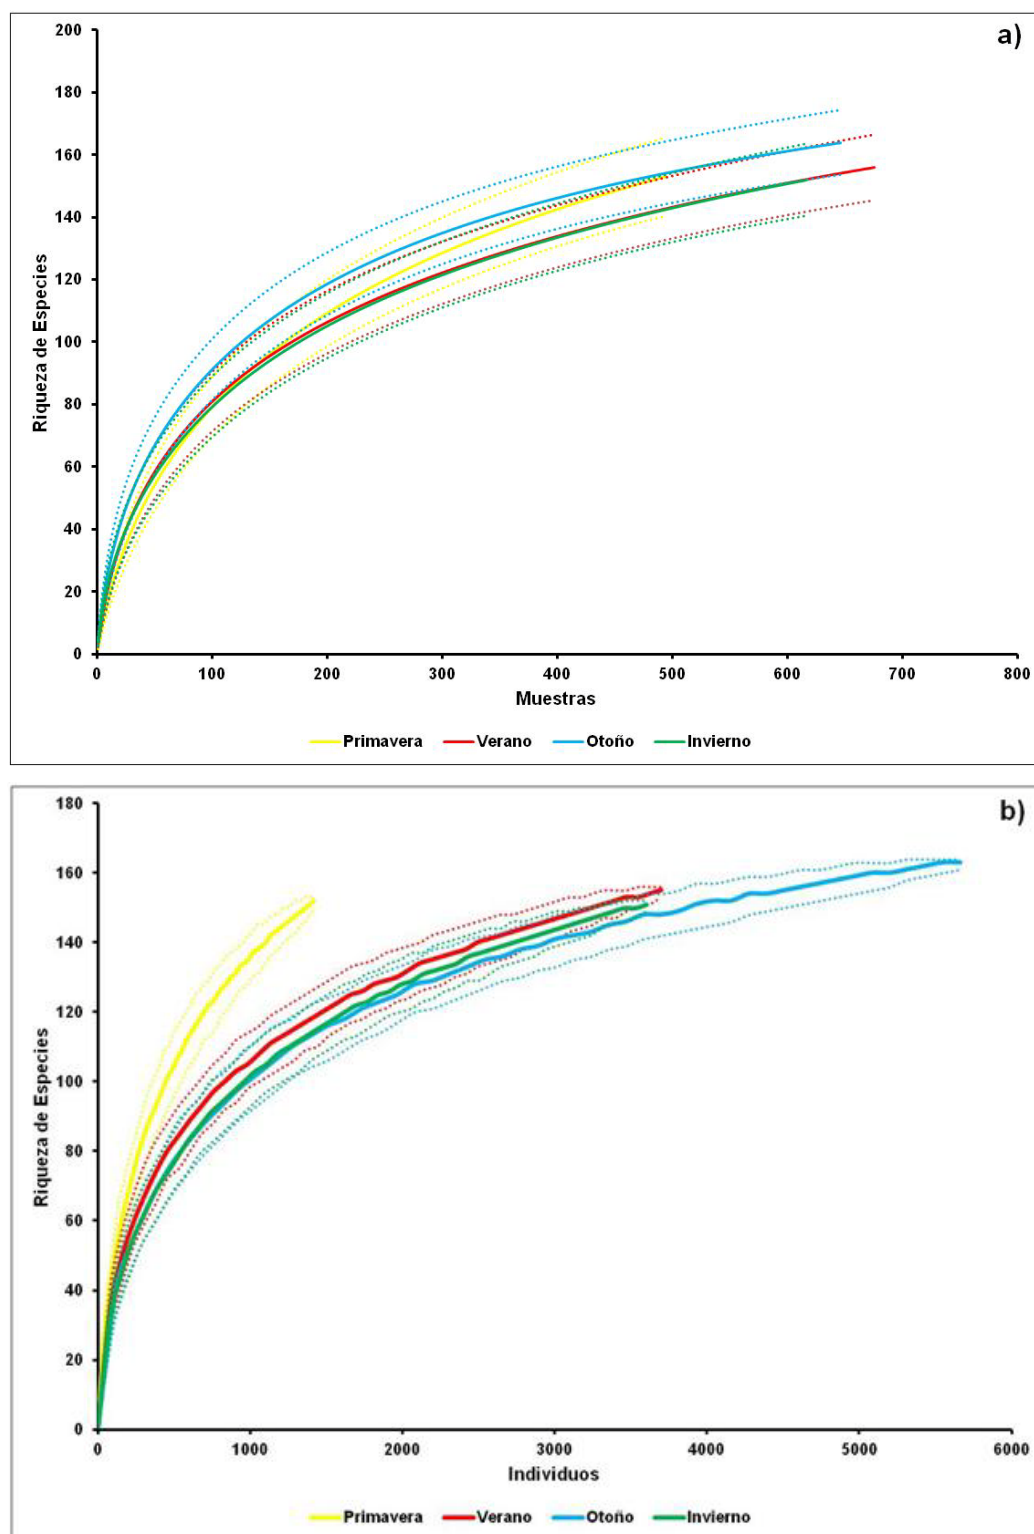 a)
200
180
160
140
120
100
80
60
40
20
0
Riqueza de Especies
0 100 200 300 400 500 600 700 800
Muestras
Primavera Verano Otoño Invierno
b)
180
160
140
120
100
80
60
40
20
0
Riqueza de Especies
0 1000 2000 3000 4000 5000 6000
Individuos
Primavera Verano Otoño Invierno